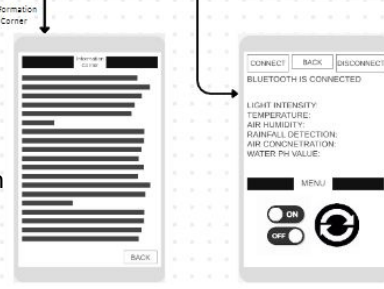 Formation
Corner
Information
Corner
BACK
CONNECT BACK DISCONNECT
BLUETOOTH IS CONNECTED
LIGHT INTENSITY:
TEMPERATURE:
AIR HUMIDITY:
RAINFALL DETECTION:
AIR CONCNETRATION:
WATER PH VALUE:
MENU
ON
OFF